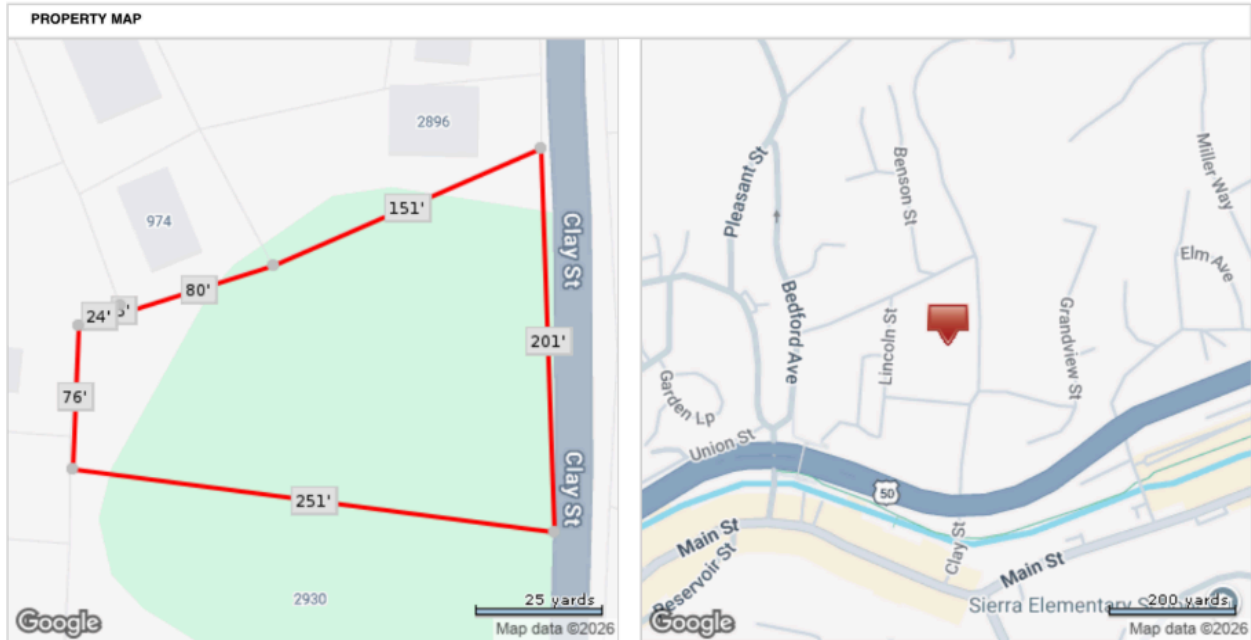 PROPERTY MAP
2896
151'
974
Clay St
80'
24'
76'
201'
251'
Clay St
2930
25 yards
Google
Map data ©2026
Pleasant St
Benson St
Miller Way
Elm Ave
Bedford Ave
Lincoln St
Grandview St
Garden Lp
Union St
50
Main St
Clay St
Main St
Reservoir St
Sierra Elementary
200 yards
Google
Map data ©2026